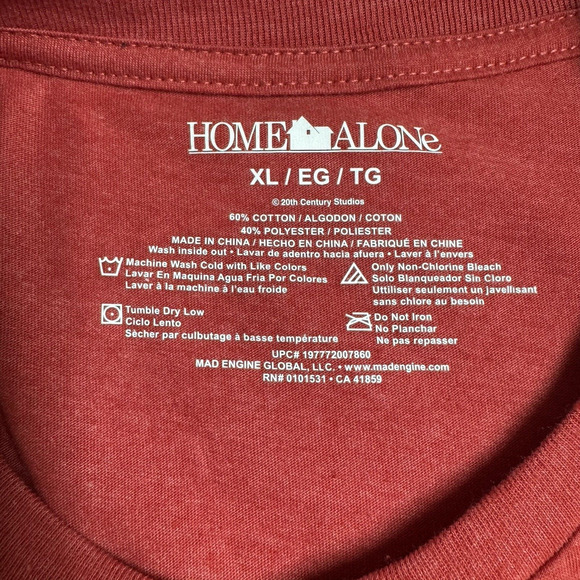 HOME ALONe
XL / EG / TG
© 20th Century Studios
60% COTTON / ALGODON / COTON
40% POLYESTER / POLIESTER
MADE IN CHINA / HECHO EN CHINA / FABRIQUÉ EN CHINE
Wash inside out • Lavar de adentro hacia afuera • Laver à l'envers
Machine Wash Cold with Like Colors
Lavar En Maquina Agua Fria Por Colores
Laver à la machine à l'eau froide
Only Non-Chlorine Bleach
Solo Blanqueador Sin Cloro
Uttiliser seulement un javellisant
sans chlore au besoin
Tumble Dry Low
Ciclo Lento
Sècher par culbutage à basse température
Do Not Iron
No Planchar
Ne pas repasser
UPC# 197772007860
MAD ENGINE GLOBAL, LLC. • www.madengine.com
RN# 0101531 • CA 41859